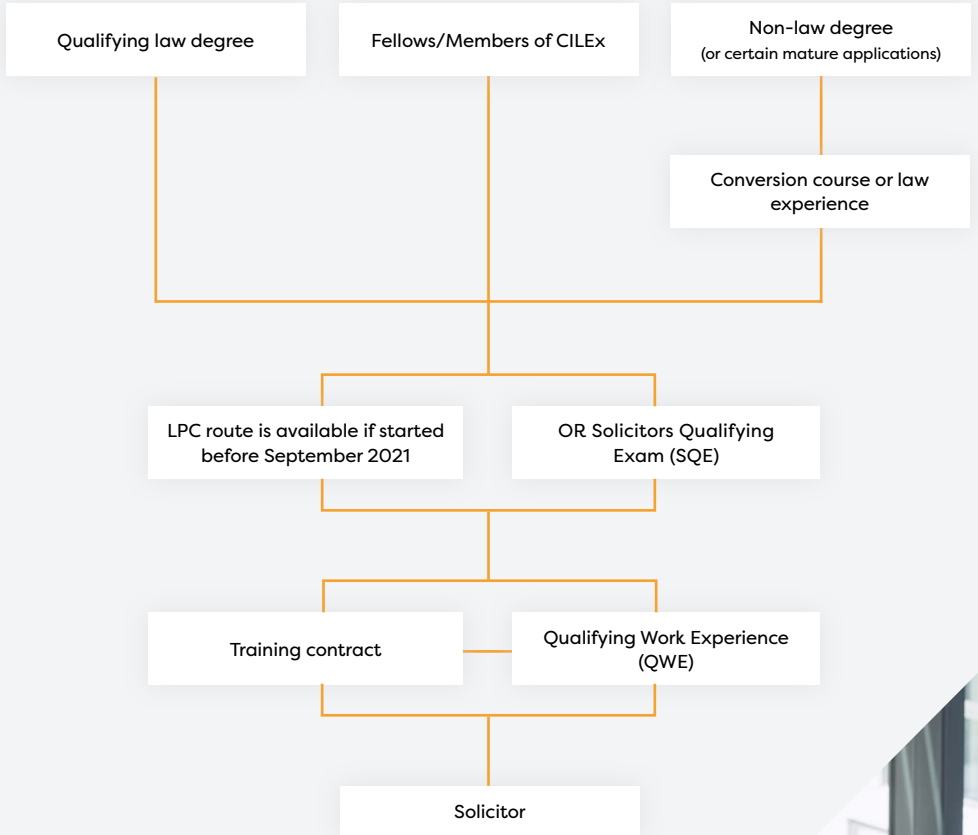 Qualifying law degree
Fellows/Members of CILEx
Non-law degree
(or certain mature applications)
Conversion course or law
experience
LPC route is available if started
before September 2021
OR Solicitors Qualifying
Exam (SQE)
Training contract
Qualifying Work Experience
(QWE)
Solicitor